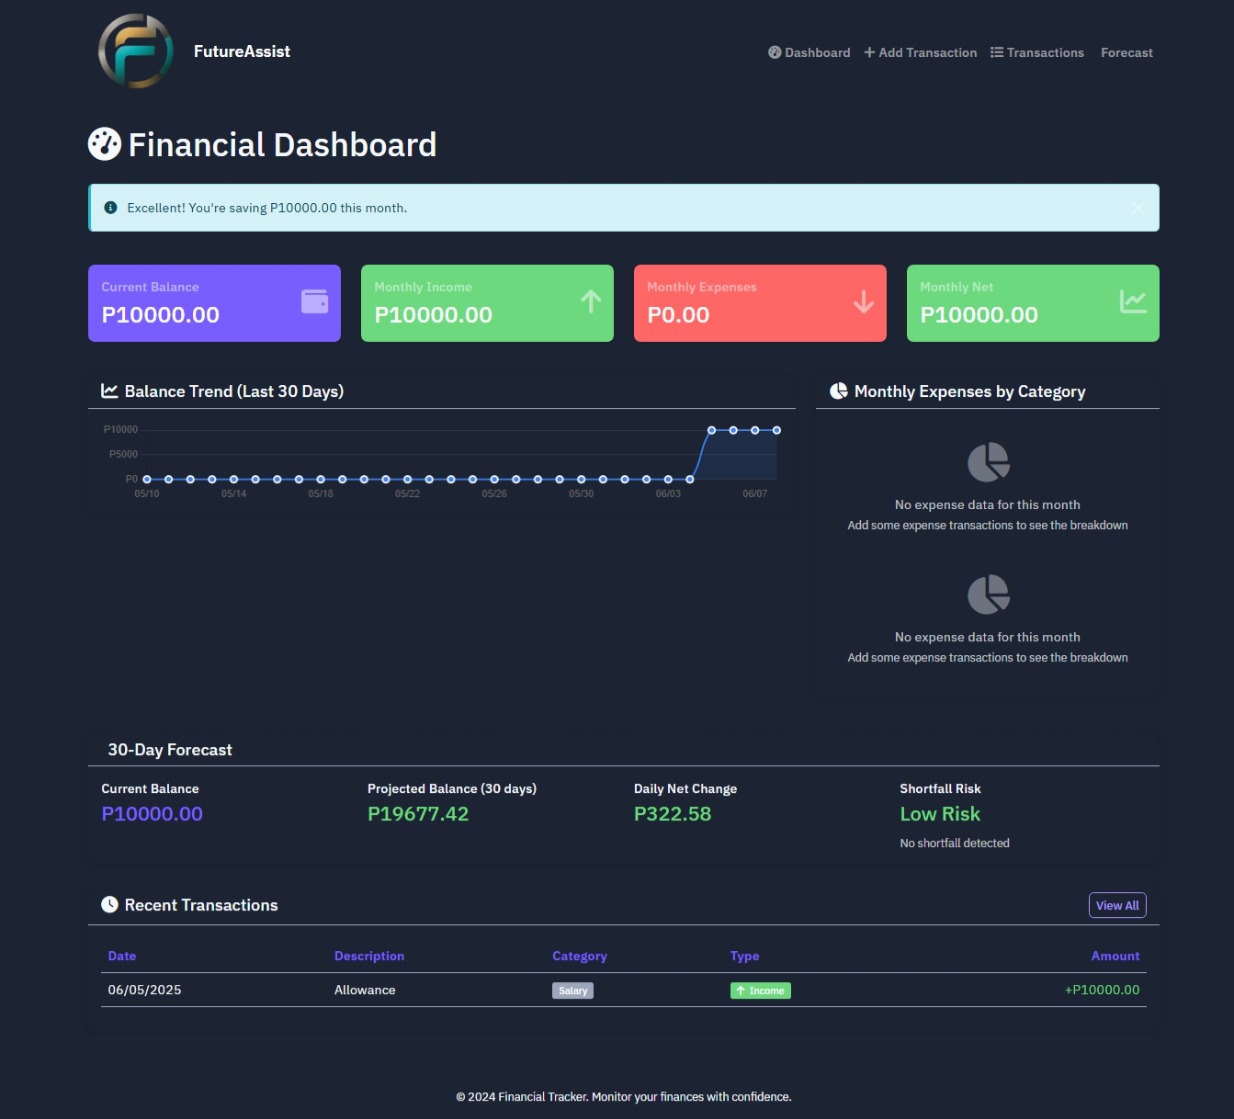 FutureAssist
Dashboard
Add Transaction
Transactions
Forecast
Financial Dashboard
Excellent! You're saving P10000.00 this month.
Current Balance
P10000.00
Monthly Income
P10000.00
Monthly Expenses
P0.00
Monthly Net
P10000.00
Balance Trend (Last 30 Days)
P10000
P5000
P0
05/10 05/14 05/18 05/22 05/26 05/30 06/03 06/07
Monthly Expenses by Category
No expense data for this month
Add some expense transactions to see the breakdown
No expense data for this month
Add some expense transactions to see the breakdown
30-Day Forecast
Current Balance
P10000.00
Projected Balance (30 days)
P19677.42
Daily Net Change
P322.58
Shortfall Risk
Low Risk
No shortfall detected
Recent Transactions
View All
Date Description Category Type Amount
06/05/2025 Allowance Salary Income +P10000.00
© 2024 Financial Tracker. Monitor your finances with confidence.